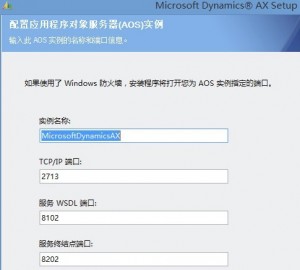 Microsoft Dynamics® AX Setup
配置应用程序对象服务器(AOS)实例
输入此 AOS 实例的名称和端口信息。
如果使用了 Windows 防火墙，安装程序将打开您为 AOS 实例指定的端口。
实例名称:
MicrosoftDynamicsAX
TCP/IP 端口:
2713
服务 WSDL 端口:
8102
服务终结点端口:
8202